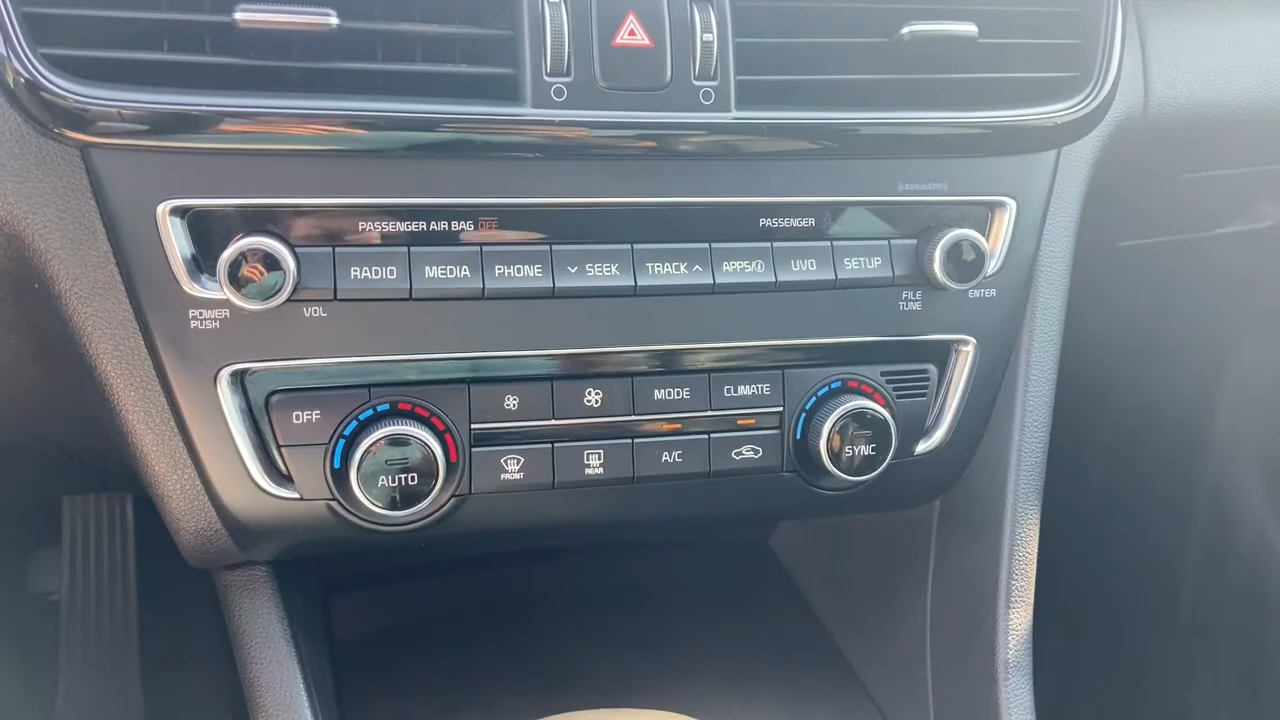 ((SiriusXM))
PASSENGER AIR BAG OFF
PASSENGER
RADIO
MEDIA
PHONE
SEEK
TRACK
APPS/i
UVO
SETUP
POWER
PUSH
VOL
FILE
TUNE
ENTER
OFF
MODE
CLIMATE
AUTO
FRONT
REAR
A/C
SYNC